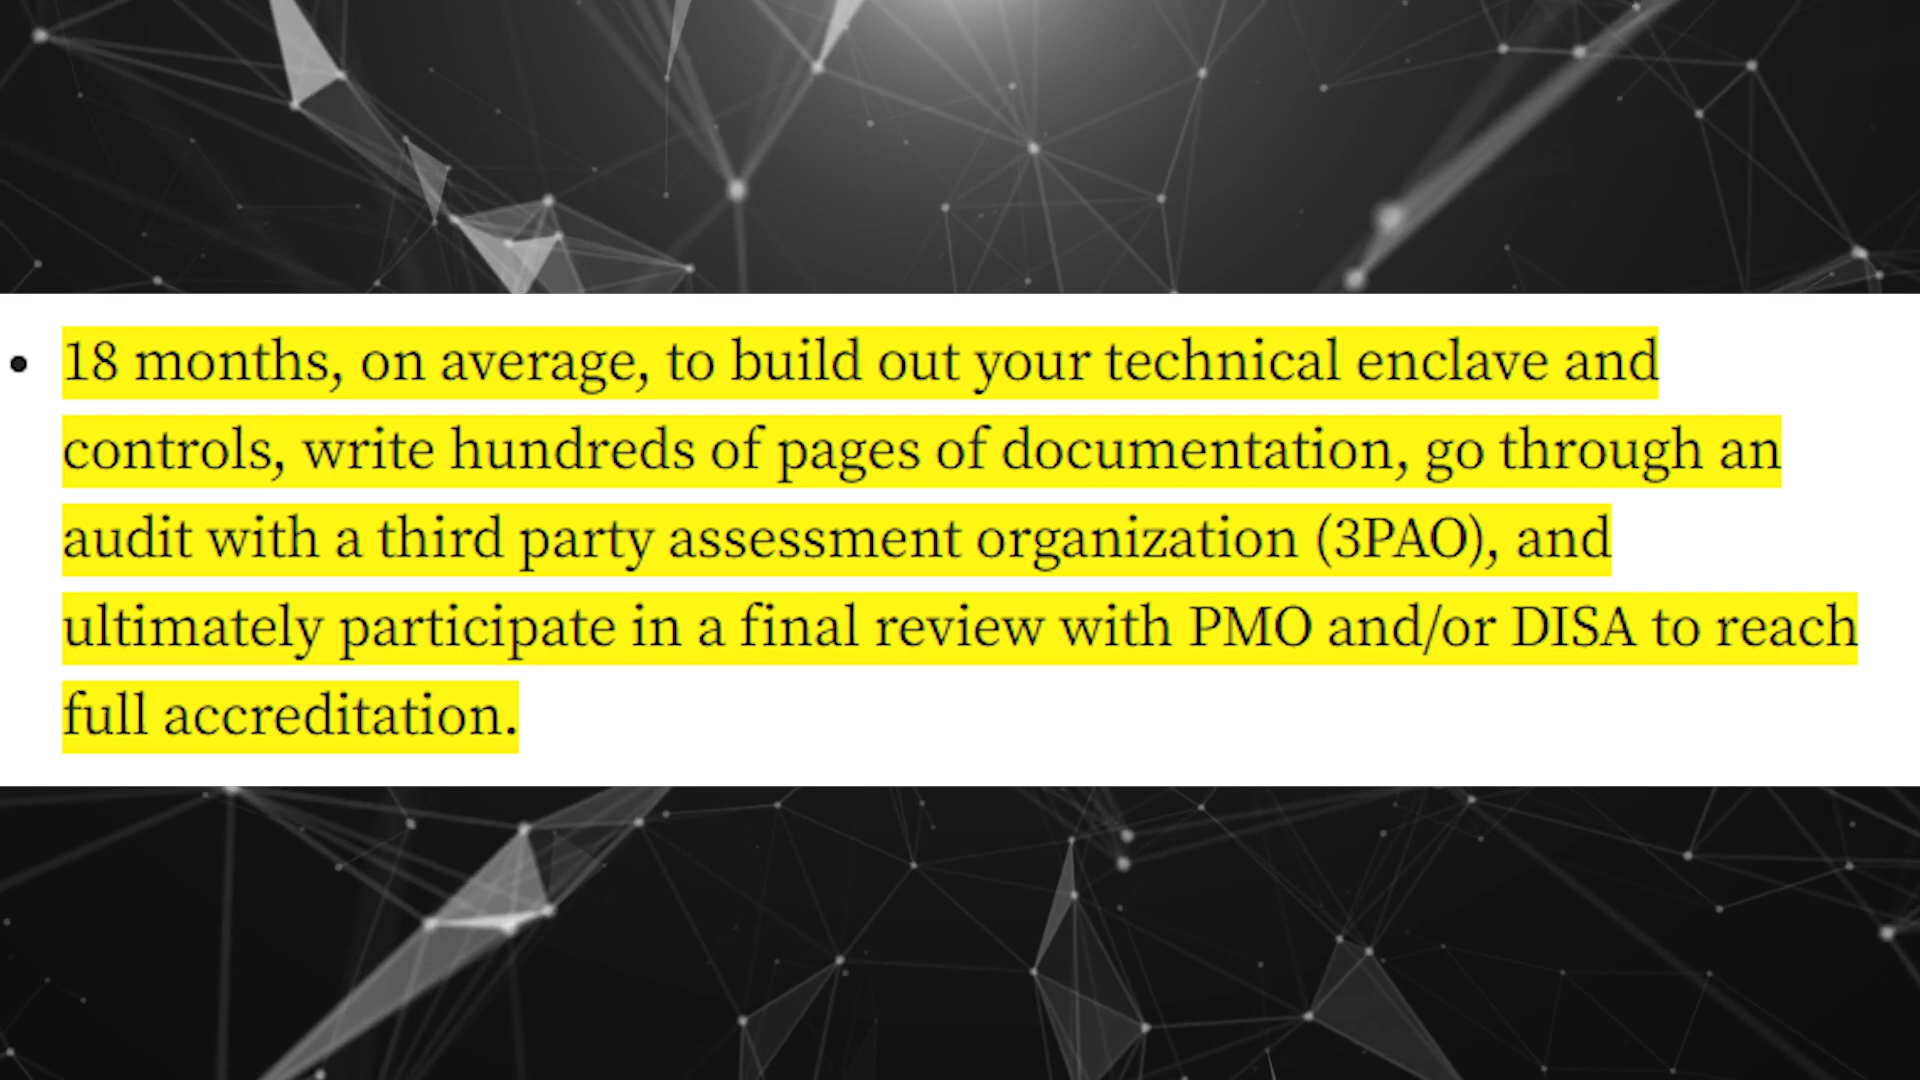 • 18 months, on average, to build out your technical enclave and
controls, write hundreds of pages of documentation, go through an
audit with a third party assessment organization (3PAO), and
ultimately participate in a final review with PMO and/or DISA to reach
full accreditation.